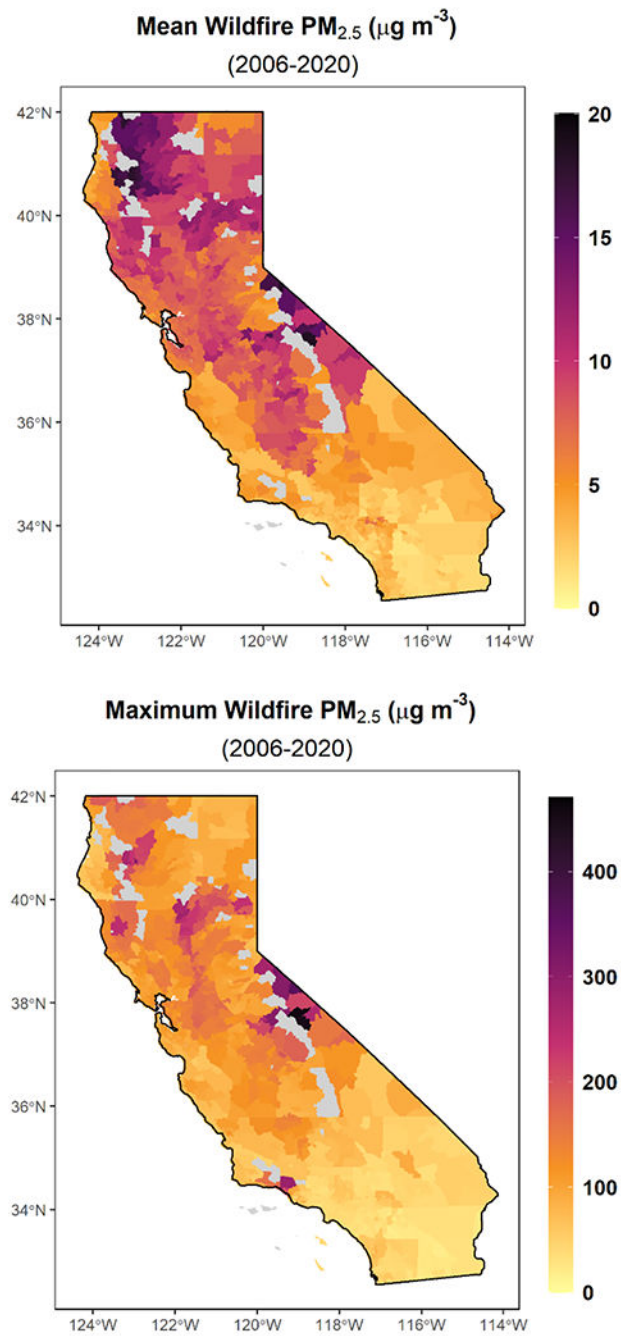 Mean Wildfire PM2.5 (μg m-3)
(2006-2020)
42°N
40°N
38°N
36°N
34°N
124°W 122°W 120°W 118°W 116°W 114°W
20
15
10
5
0
Maximum Wildfire PM2.5 (μg m-3)
(2006-2020)
42°N
40°N
38°N
36°N
34°N
124°W 122°W 120°W 118°W 116°W 114°W
400
300
200
100
0